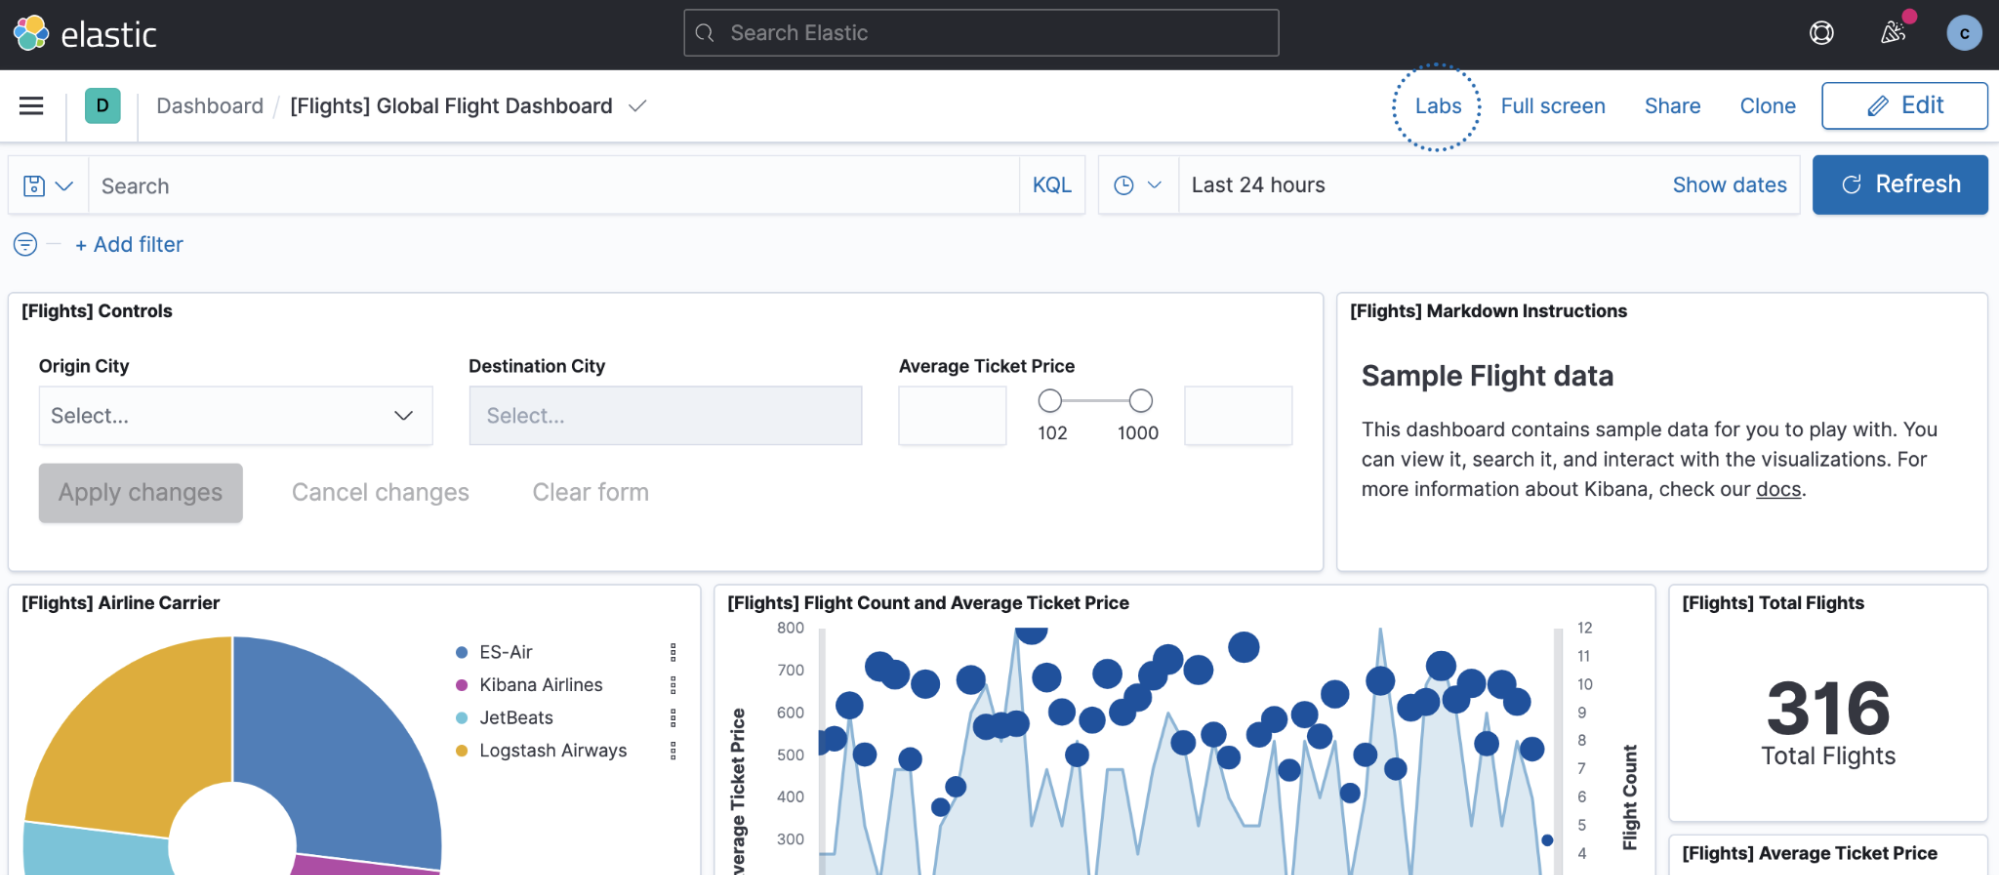 elastic
Search Elastic
c
D
Dashboard / [Flights] Global Flight Dashboard
Labs
Full screen
Share
Clone
Edit
Search
KQL
Last 24 hours
Show dates
Refresh
+ Add filter
[Flights] Controls
Origin City
Select...
Destination City
Select...
Average Ticket Price
102
1000
Apply changes
Cancel changes
Clear form
[Flights] Markdown Instructions
Sample Flight data
This dashboard contains sample data for you to play with. You
can view it, search it, and interact with the visualizations. For
more information about Kibana, check our docs.
[Flights] Airline Carrier
ES-Air
Kibana Airlines
JetBeats
Logstash Airways
[Flights] Flight Count and Average Ticket Price
verage Ticket Price
800
700
600
500
400
300
12
11
10
9
8
7
6
5
4
Flight Count
[Flights] Total Flights
316
Total Flights
[Flights] Average Ticket Price